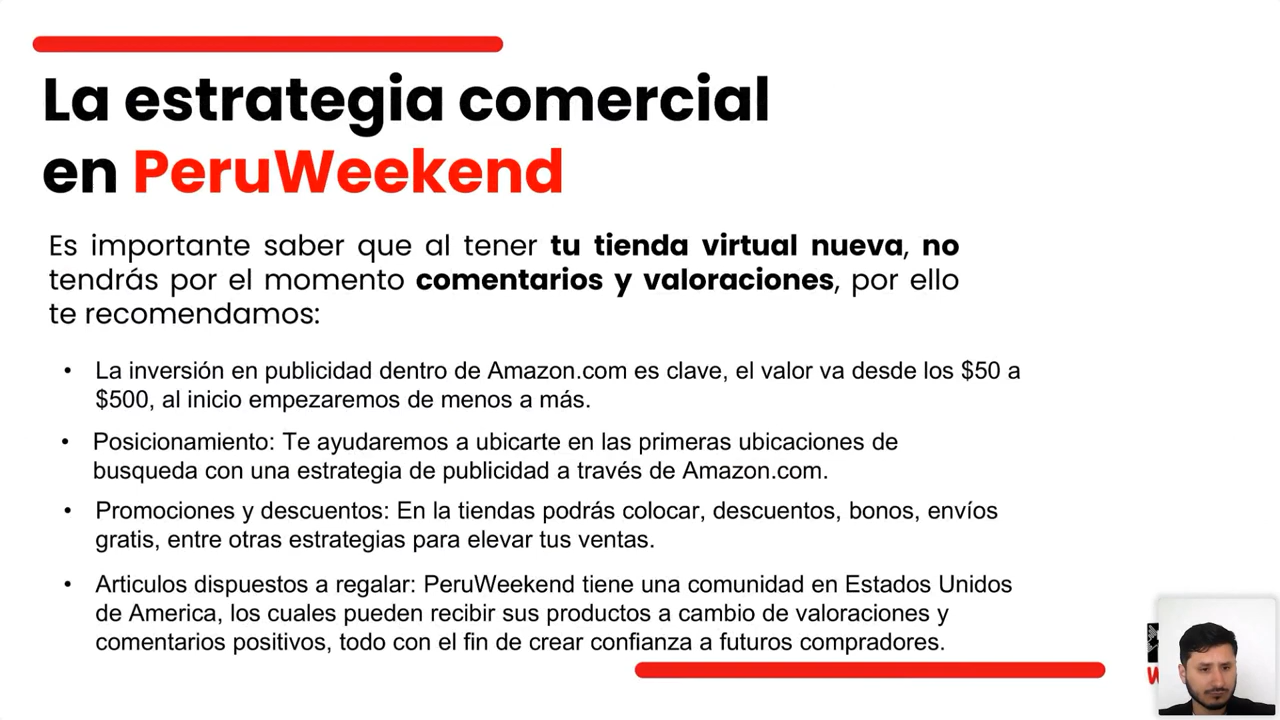 La estrategia comercial
en PeruWeekend
Es importante saber que al tener tu tienda virtual nueva, no
tendrás por el momento comentarios y valoraciones, por ello
te recomendamos:
• La inversión en publicidad dentro de Amazon.com es clave, el valor va desde los $50 a
$500, al inicio empezaremos de menos a más.
• Posicionamiento: Te ayudaremos a ubicarte en las primeras ubicaciones de
busqueda con una estrategia de publicidad a través de Amazon.com.
• Promociones y descuentos: En la tiendas podrás colocar, descuentos, bonos, envíos
gratis, entre otras estrategias para elevar tus ventas.
• Articulos dispuestos a regalar: PeruWeekend tiene una comunidad en Estados Unidos
de America, los cuales pueden recibir sus productos a cambio de valoraciones y
comentarios positivos, todo con el fin de crear confianza a futuros compradores.